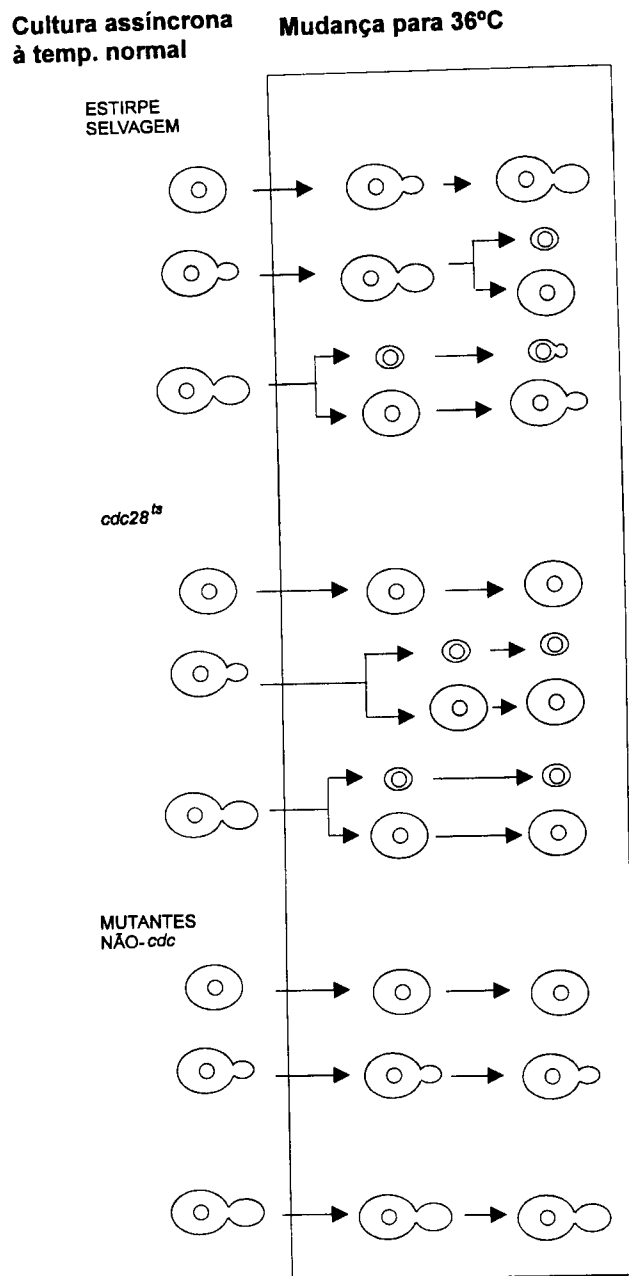 Cultura assíncrona
à temp. normal
Mudança para 36ºC
ESTIRPE
SELVAGEM
cdc28ts
MUTANTES
NÃO-cdc